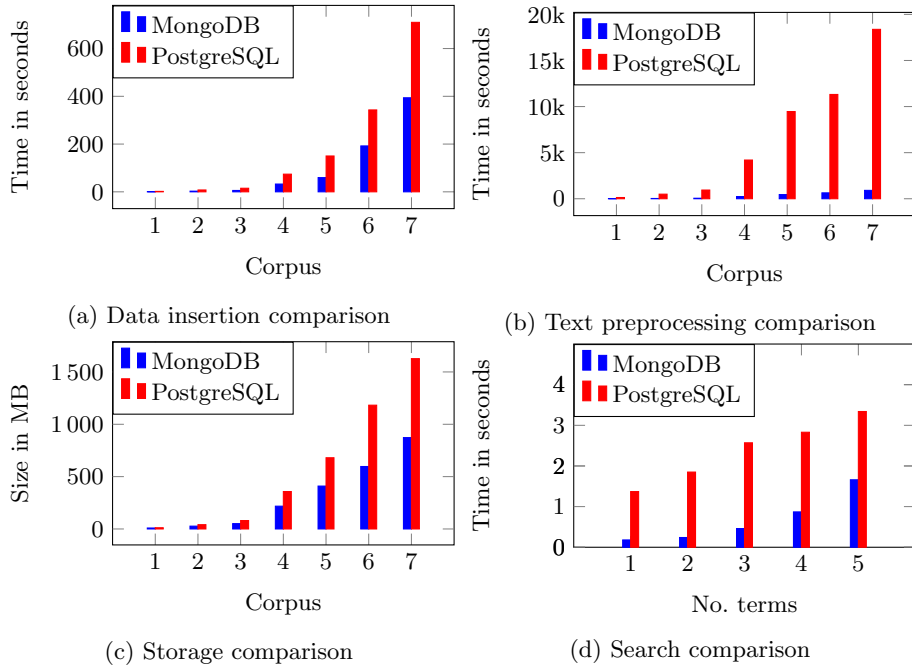 Time in seconds
600
400
200
0
MongoDB
PostgreSQL
1 2 3 4 5 6 7
Corpus
(a) Data insertion comparison
Time in seconds
20k
15k
10k
5k
0
MongoDB
PostgreSQL
1 2 3 4 5 6 7
Corpus
(b) Text preprocessing comparison
Size in MB
1 500
1 000
500
0
MongoDB
PostgreSQL
1 2 3 4 5 6 7
Corpus
(c) Storage comparison
Time in seconds
4
3
2
1
0
MongoDB
PostgreSQL
1 2 3 4 5
No. terms
(d) Search comparison